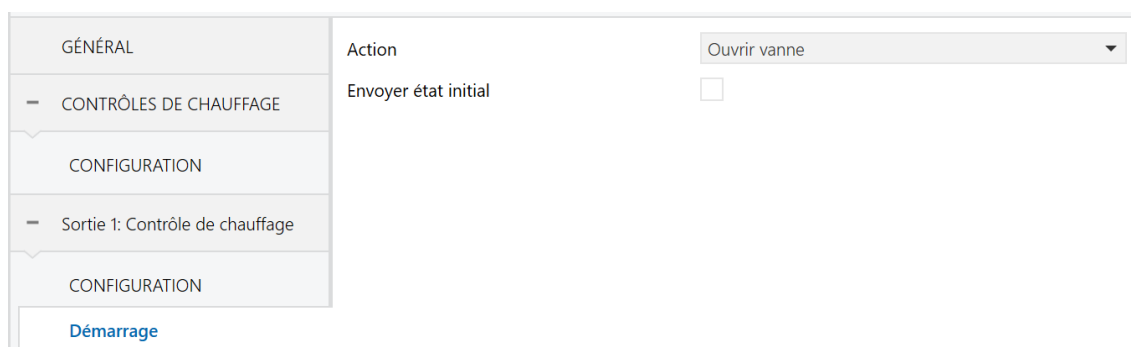 GÉNÉRAL
CONTRÔLES DE CHAUFFAGE
CONFIGURATION
Sortie 1: Contrôle de chauffage
CONFIGURATION
Démarrage
Action
Ouvrir vanne
Envoyer état initial